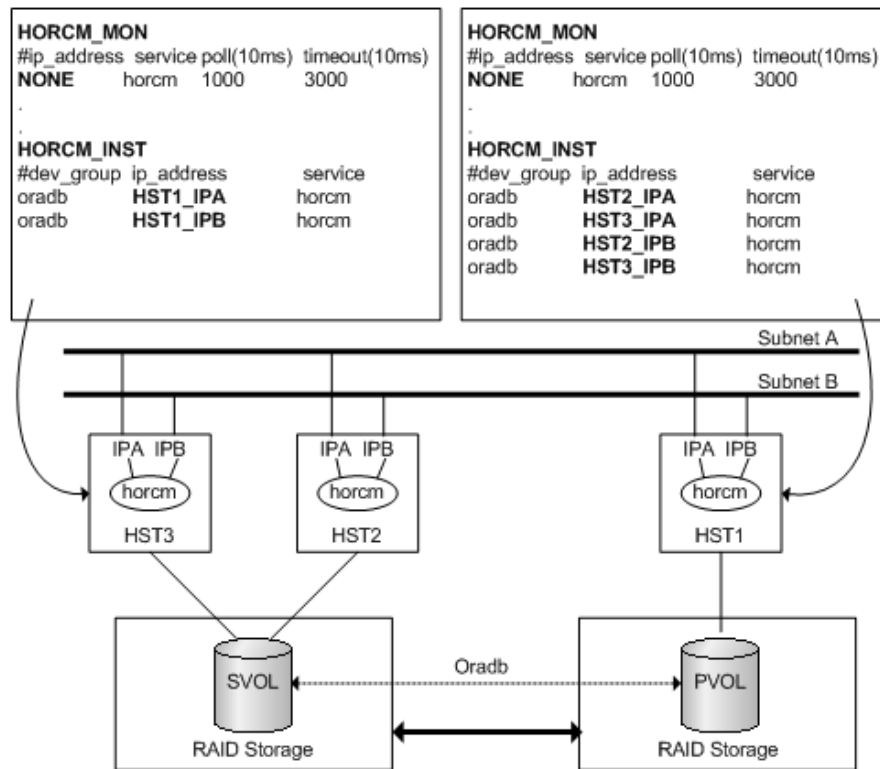 HORCM_MON
#ip_address service poll(10ms) timeout(10ms)
NONE horcm 1000 3000
.
.
HORCM_INST
#dev_group ip_address service
oradb HST1_IPA horcm
oradb HST1_IPB horcm
HORCM_MON
#ip_address service poll(10ms) timeout(10ms)
NONE horcm 1000 3000
.
.
HORCM_INST
#dev_group ip_address service
oradb HST2_IPA horcm
oradb HST3_IPA horcm
oradb HST2_IPB horcm
oradb HST3_IPB horcm
Subnet A
Subnet B
IPA IPB
horcm
HST3
IPA IPB
horcm
HST2
IPA IPB
horcm
HST1
SVOL
Oradb
PVOL
RAID Storage
RAID Storage